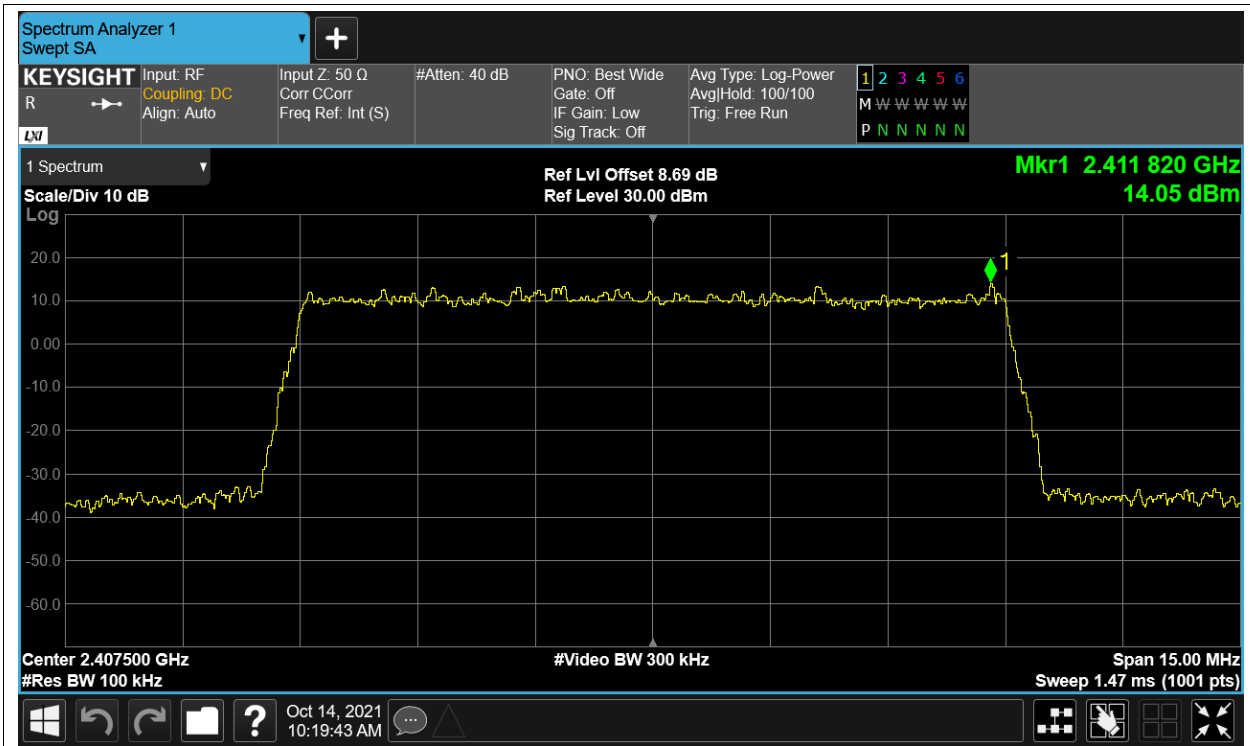 Spectrum Analyzer 1
Swept SA
KEYSIGHT Input: RF Input Z: 50 Ω #Atten: 40 dB PNO: Best Wide Avg Type: Log-Power 1 2 3 4 5 6
R Coupling: DC Corr CCorr Gate: Off Avg|Hold: 100/100 M W W W W W W
Align: Auto Freq Ref: Int (S) IF Gain: Low Trig: Free Run
LXI Sig Track: Off P N N N N N N
1 Spectrum
Ref Lvl Offset 8.69 dB
Mkr1 2.411 820 GHz
Scale/Div 10 dB Ref Level 30.00 dBm 14.05 dBm
Log
20.0
1
10.0
0.00
-10.0
-20.0
-30.0
-40.0
-50.0
-60.0
Center 2.407500 GHz #Video BW 300 kHz Span 15.00 MHz
#Res BW 100 kHz Sweep 1.47 ms (1001 pts)
? Oct 14, 2021
10:19:43 AM